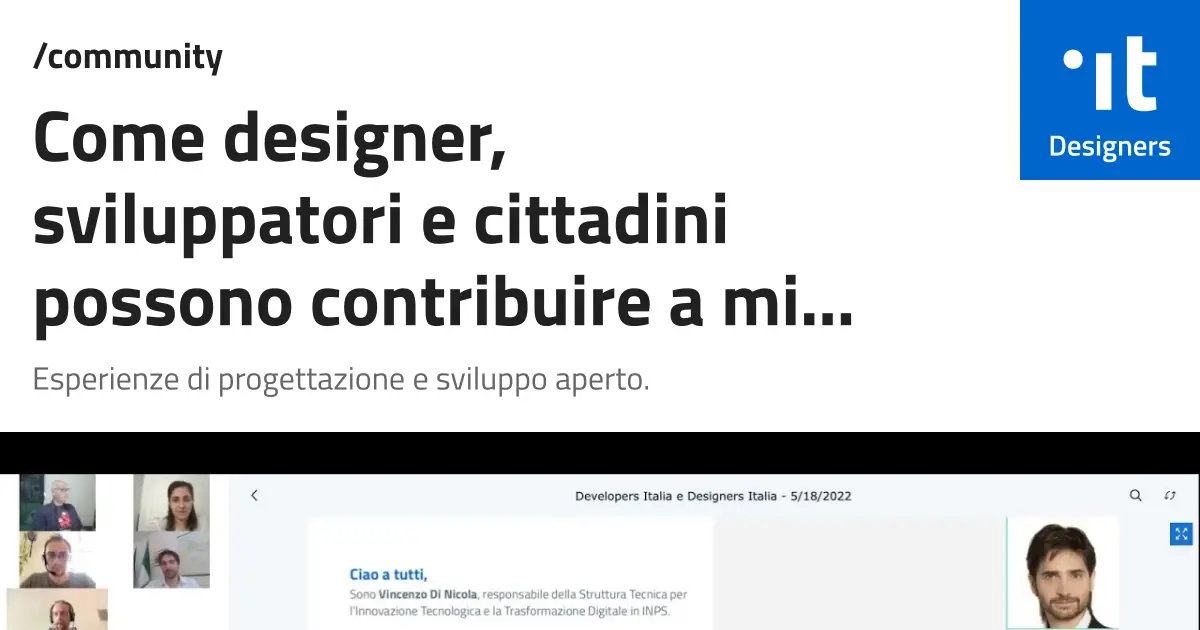 /community
it
Designers
Come designer,
sviluppatori e cittadini
possono contribuire a mi...
Esperienze di progettazione e sviluppo aperto.
Developers Italia e Designers Italia - 5/18/2022
Ciao a tutti,
Sono Vincenzo Di Nicola, responsabile della Struttura Tecnica per
l'Innovazione Tecnologica e la Trasformazione Digitale in INPS.